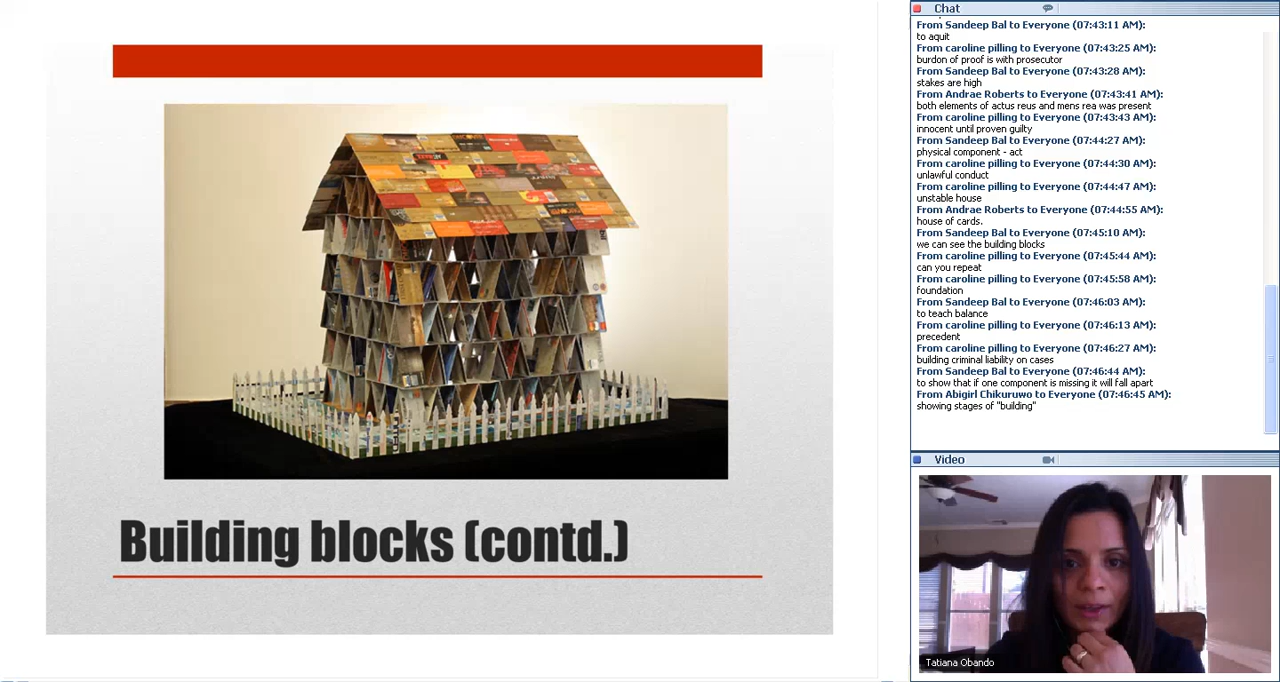 Building blocks (contd.)
Chat
From Sandeep Bal to Everyone (07:43:11 AM):
to aquit
From caroline pilling to Everyone (07:43:25 AM):
burdon of proof is with prosecutor
From Sandeep Bal to Everyone (07:43:28 AM):
stakes are high
From Andrae Roberts to Everyone (07:43:41 AM):
both elements of actus reus and mens rea was present
From caroline pilling to Everyone (07:43:43 AM):
innocent until proven guilty
From Sandeep Bal to Everyone (07:44:27 AM):
physical component - act
From caroline pilling to Everyone (07:44:30 AM):
unlawful conduct
From caroline pilling to Everyone (07:44:47 AM):
unstable house
From Andrae Roberts to Everyone (07:44:55 AM):
house of cards.
From Sandeep Bal to Everyone (07:45:10 AM):
we can see the building blocks
From caroline pilling to Everyone (07:45:44 AM):
can you repeat
From caroline pilling to Everyone (07:45:58 AM):
foundation
From Sandeep Bal to Everyone (07:46:03 AM):
to teach balance
From caroline pilling to Everyone (07:46:13 AM):
precedent
From caroline pilling to Everyone (07:46:27 AM):
building criminal liability on cases
From Sandeep Bal to Everyone (07:46:44 AM):
to show that if one component is missing it will fall apart
From Abigirl Chikuruwo to Everyone (07:46:45 AM):
showing stages of "building"
Video
Tatiana Obando